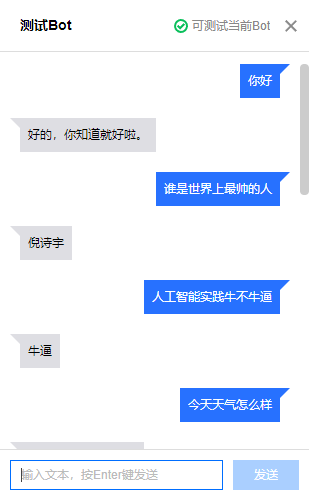 测试Bot
可测试当前Bot
你好
好的，你知道就好啦。
谁是世界上最帅的人
倪诗宇
人工智能实践牛不牛逼
牛逼
今天天气怎么样
输入文本，按Enter键发送
发送